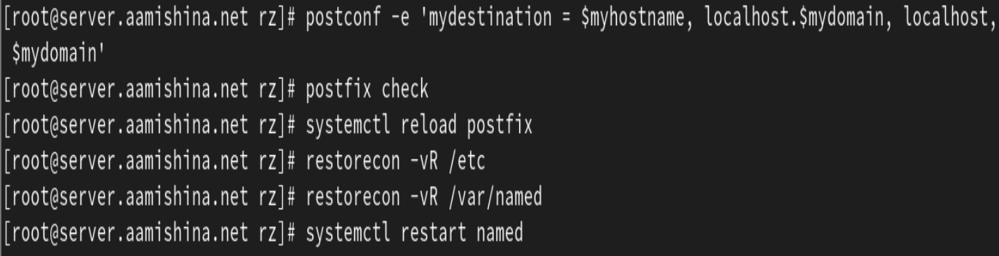 [root@server.aamishina.net rz]# postconf -e 'mydestination = $myhostname, localhost.$mydomain, localhost,
$mydomain'
[root@server.aamishina.net rz]# postfix check
[root@server.aamishina.net rz]# systemctl reload postfix
[root@server.aamishina.net rz]# restorecon -vR /etc
[root@server.aamishina.net rz]# restorecon -vR /var/named
[root@server.aamishina.net rz]# systemctl restart named